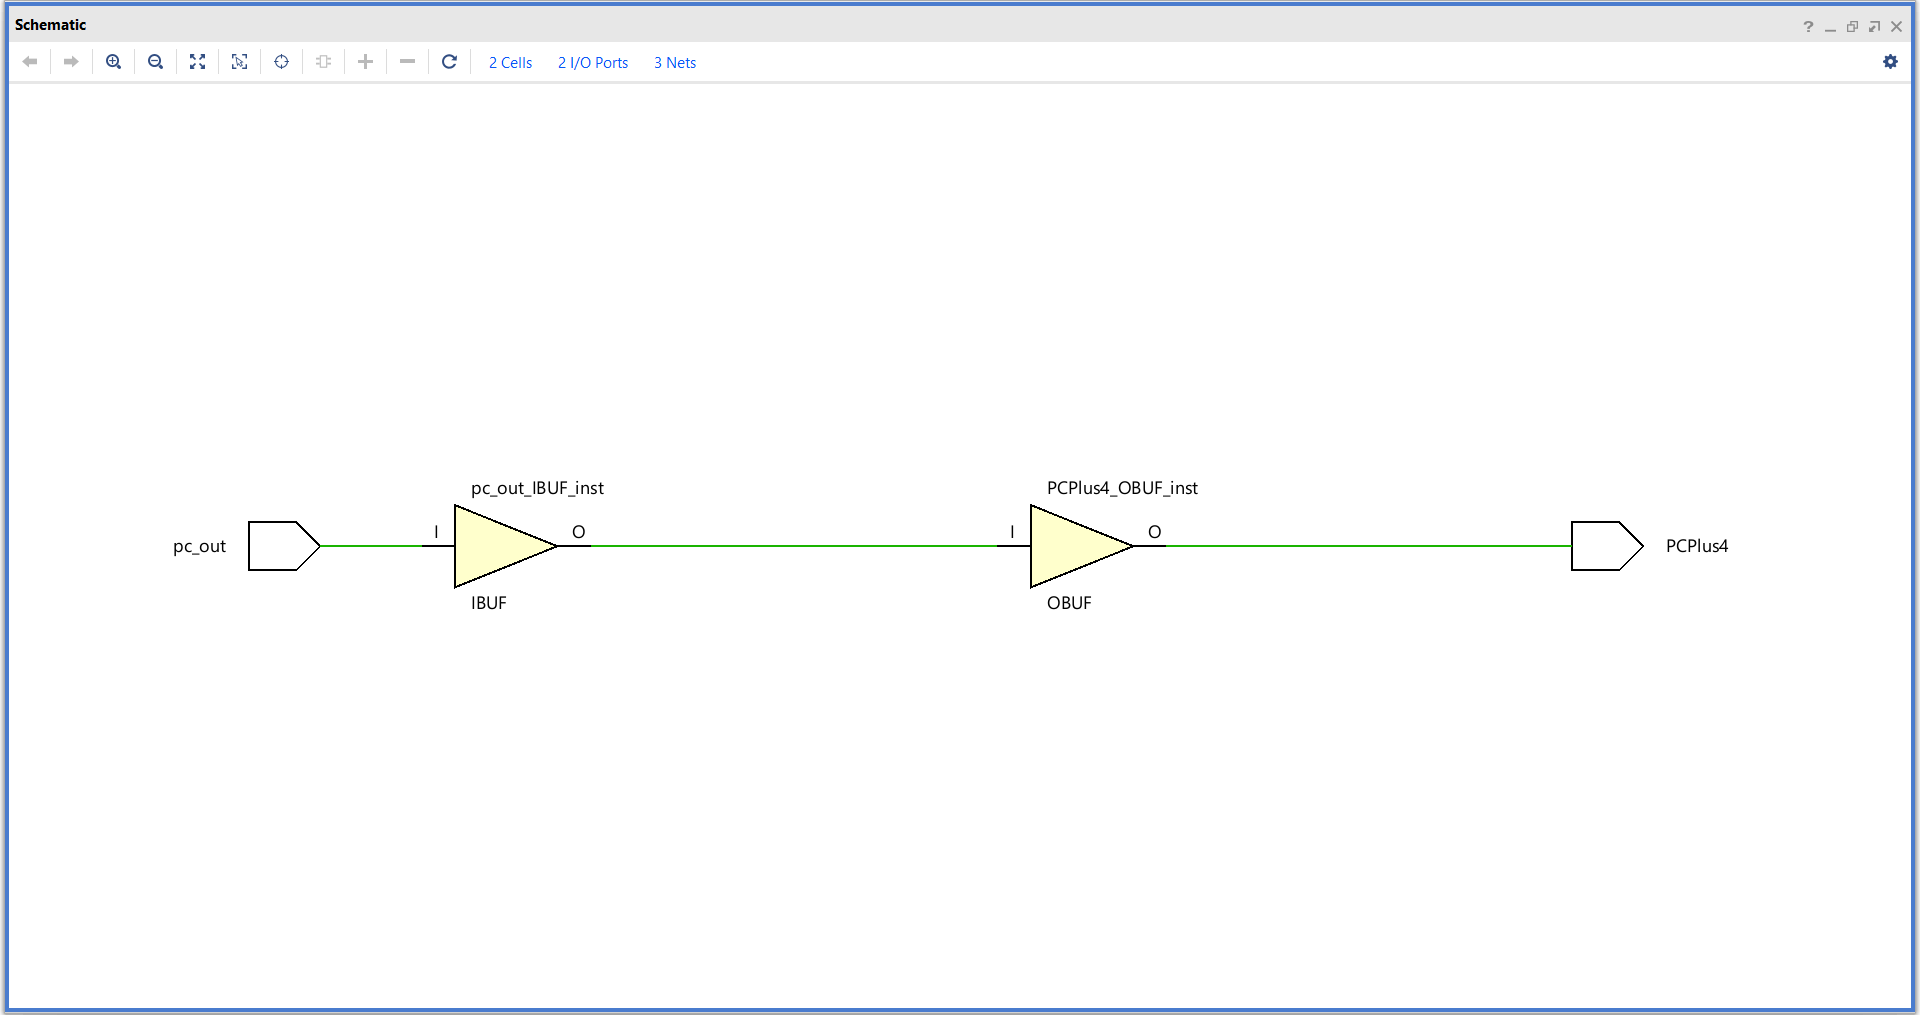 Schematic
2 Cells 2 I/O Ports 3 Nets
pc_out_IBUF_inst PCPlus4_OBUF_inst
I O I O
pc_out PCPlus4
IBUF OBUF